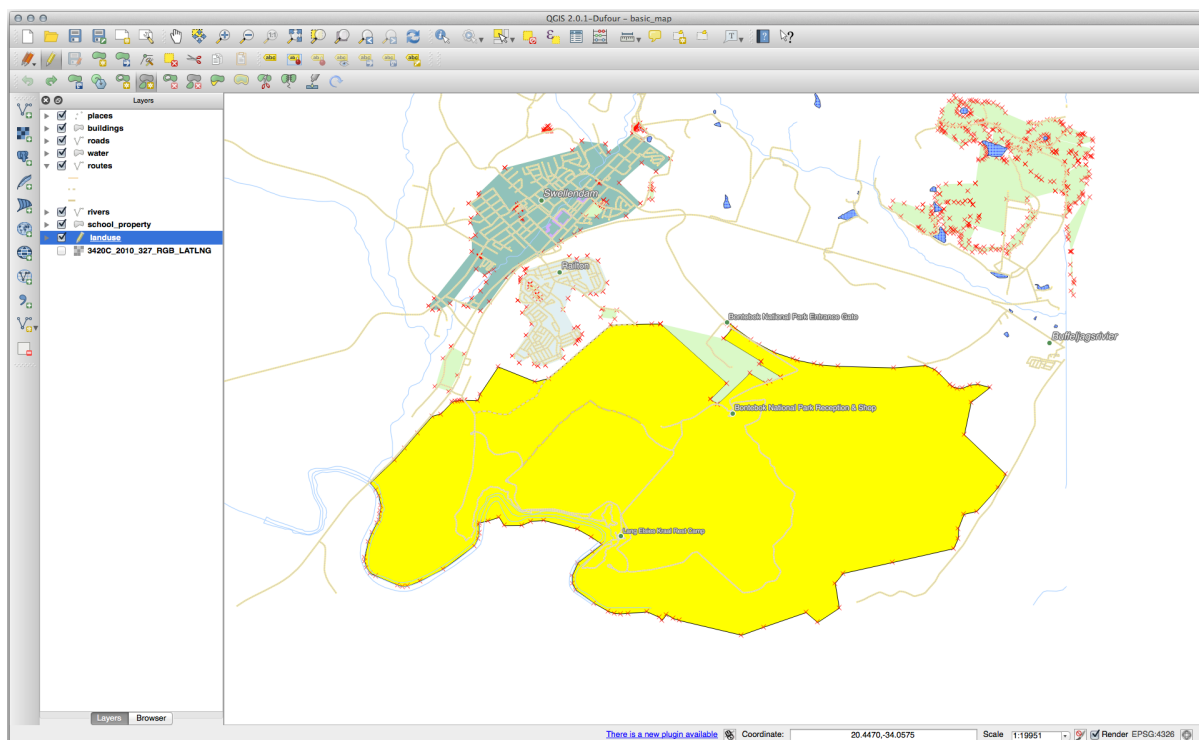 QGIS 2.0.1-Dufour – basic_map
Layers
places
buildings
roads
water
routes
rivers
school_property
landuse
3420C_2010_327_RGB_LATLNG
Swellendam
Railton
Bontebok National Park Entrance Gate
Buffeljagsrivier
Bontebok National Park Reception & Shop
Lang Elsies Kraal Rest Camp
Layers
Browser
There is a new plugin available
Coordinate:
20.4470,-34.0575
Scale
1:19951
Render
EPSG:4326